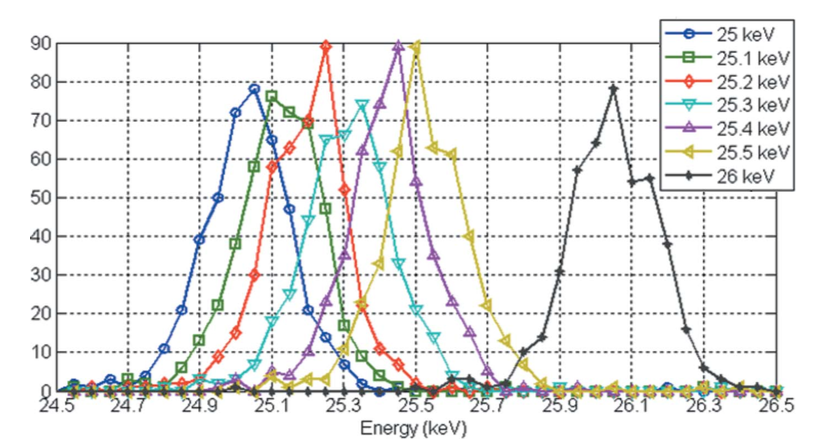 25 keV
90
25.1 keV
80
25.2 keV
70
25.3 keV
25.4 keV
60
25.5 keV
50
26 keV
40
30
20
10
0
24.5 24.7 24.9 25.1 25.3 25.5 25.7 25.9 26.1 26.3 26.5
Energy (keV)